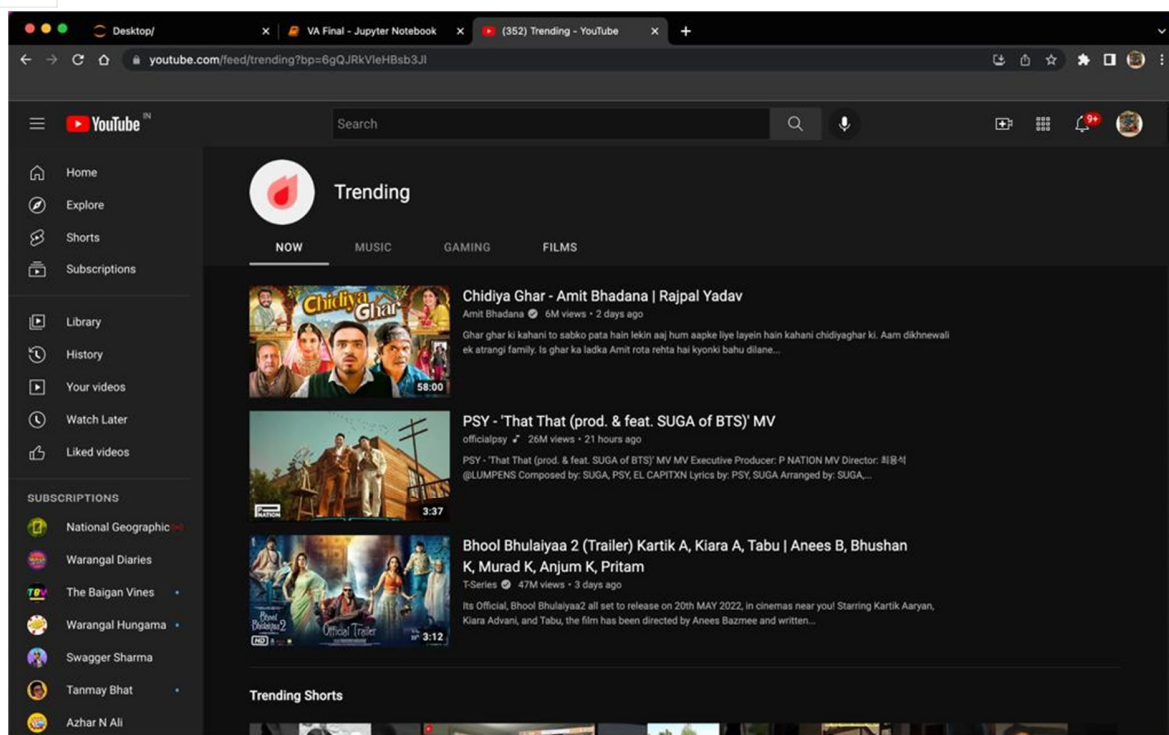 Desktop/
VA Final - Jupyter Notebook
(352) Trending - YouTube
youtube.com/feed/trending?bp=6gQJRkVleHBsb3JI
YouTube IN
Search
9+
Home
Explore
Shorts
Subscriptions
Library
History
Your videos
Watch Later
Liked videos
SUBSCRIPTIONS
National Geographic
Warangal Diaries
The Baigan Vines
Warangal Hungama
Swagger Sharma
Tanmay Bhat
Azhar N Ali
Trending
NOW MUSIC GAMING FILMS
Chidiya Ghar
58:00
Chidiya Ghar - Amit Bhadana | Rajpal Yadav
Amit Bhadana 6M views • 2 days ago
Ghar ghar ki kahani to sabko pata hain lekin aaj hum aapke liye layein hain kahani chidiyaghar ki. Aam dikhnewali
ek atrangi family. Is ghar ka ladka Amit rota rehta hai kyonki bahu dilane...
3:37
PSY - 'That That (prod. & feat. SUGA of BTS)' MV
officialpsy 26M views • 21 hours ago
PSY - 'That That (prod. & feat. SUGA of BTS)' MV MV Executive Producer: P NATION MV Director: 최용석
@LUMPENS Composed by: SUGA, PSY, EL CAPITXN Lyrics by: PSY, SUGA Arranged by: SUGA,...
Bhool Bhulaiyaa 2
Official Trailer
HD
3:12
Bhool Bhulaiyaa 2 (Trailer) Kartik A, Kiara A, Tabu | Anees B, Bhushan
K, Murad K, Anjum K, Pritam
T-Series 47M views • 3 days ago
Its Official, Bhool Bhulaiyaa2 all set to release on 20th MAY 2022, in cinemas near you! Starring Kartik Aaryan,
Kiara Advani, and Tabu, the film has been directed by Anees Bazmee and written...
Trending Shorts